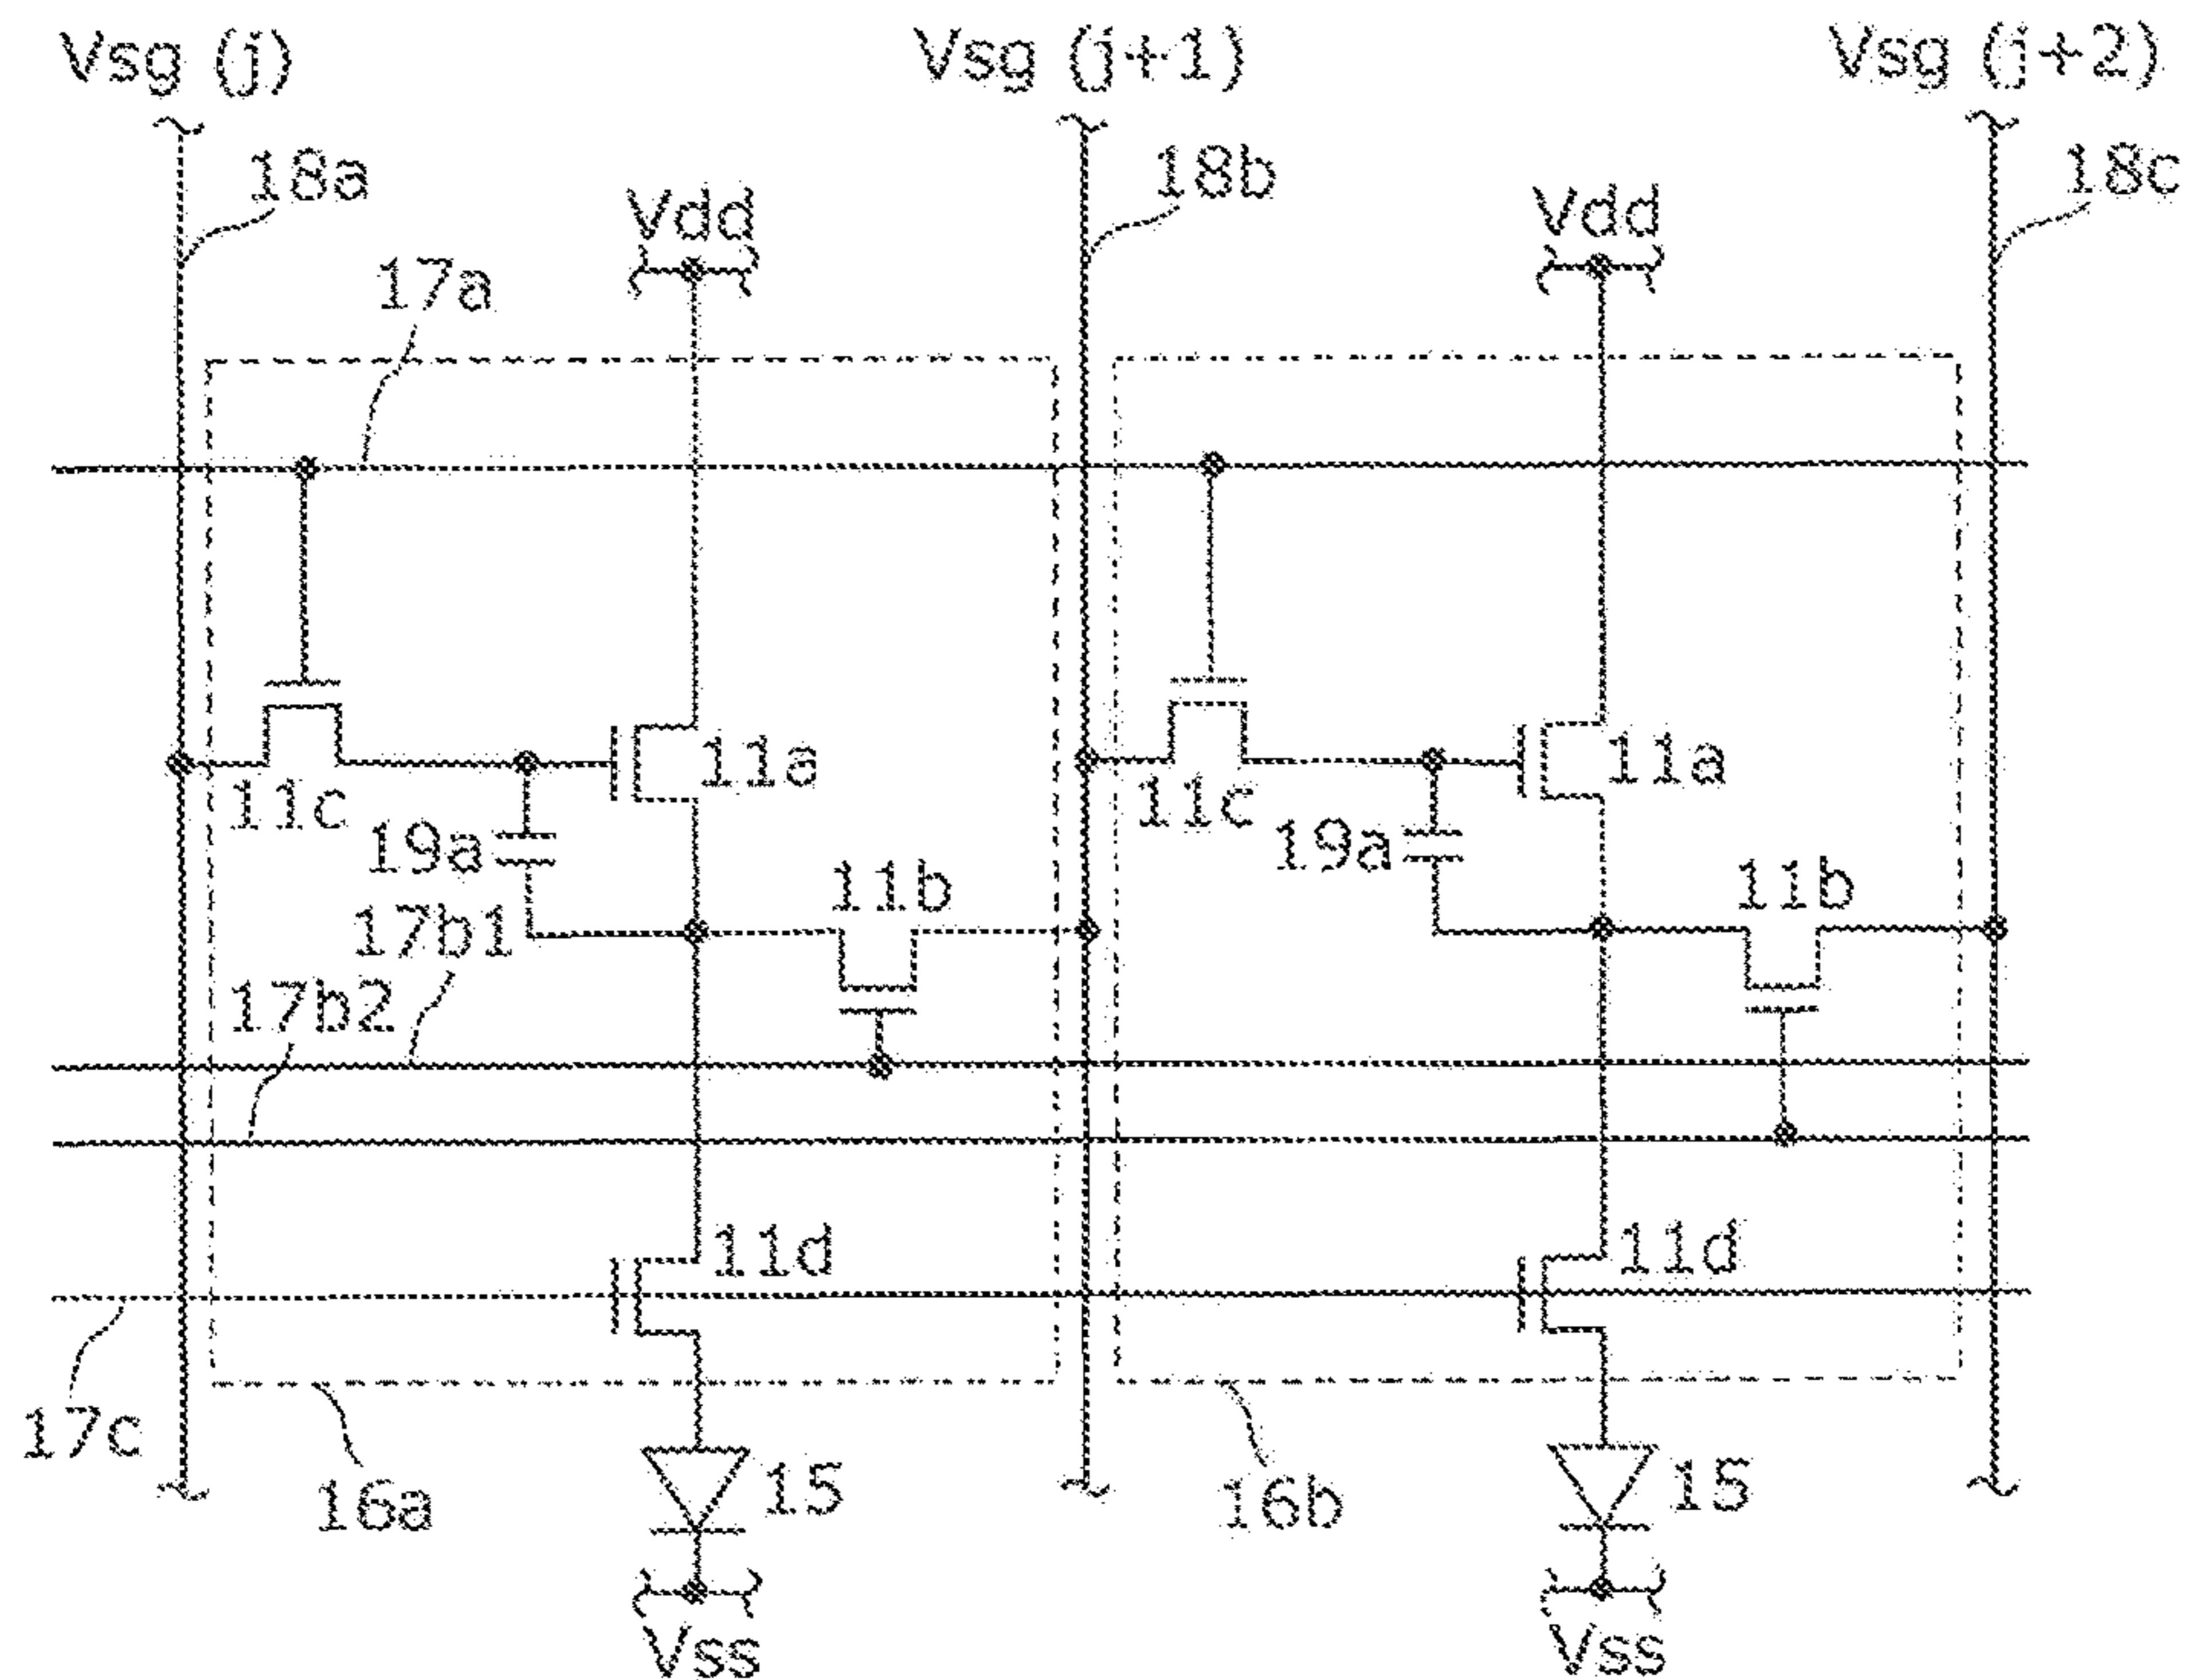 Vsg (j) Vsg (j+1) Vsg (j+2)
18a 18b 18c
Vdd Vdd
17a
11a 11a
11c 11c
19a 19a
11b 11b
17b1
17b2
11d 11d
17c
15 15
16a 16b
Vss Vss